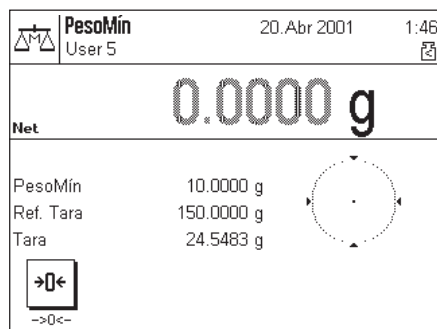 PesoMín 20.Abr 2001 1:46
User 5
0.0000 g
Net
PesoMín 10.0000 g
Ref. Tara 150.0000 g
Tara 24.5483 g
→0←
–>0<–